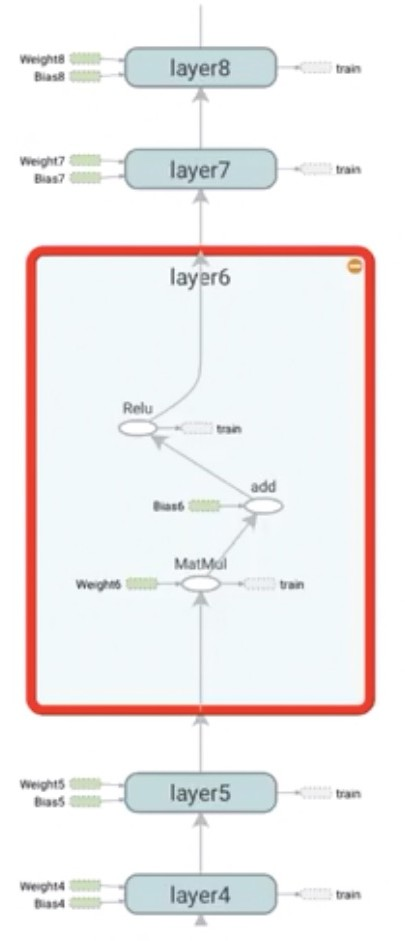 Weight8
Bias8
layer8
train
Weight7
Bias7
layer7
train
layer6
Relu
train
add
Bias6
MatMul
Weight6
train
Weight5
Bias5
layer5
train
Weight4
Bias4
layer4
train